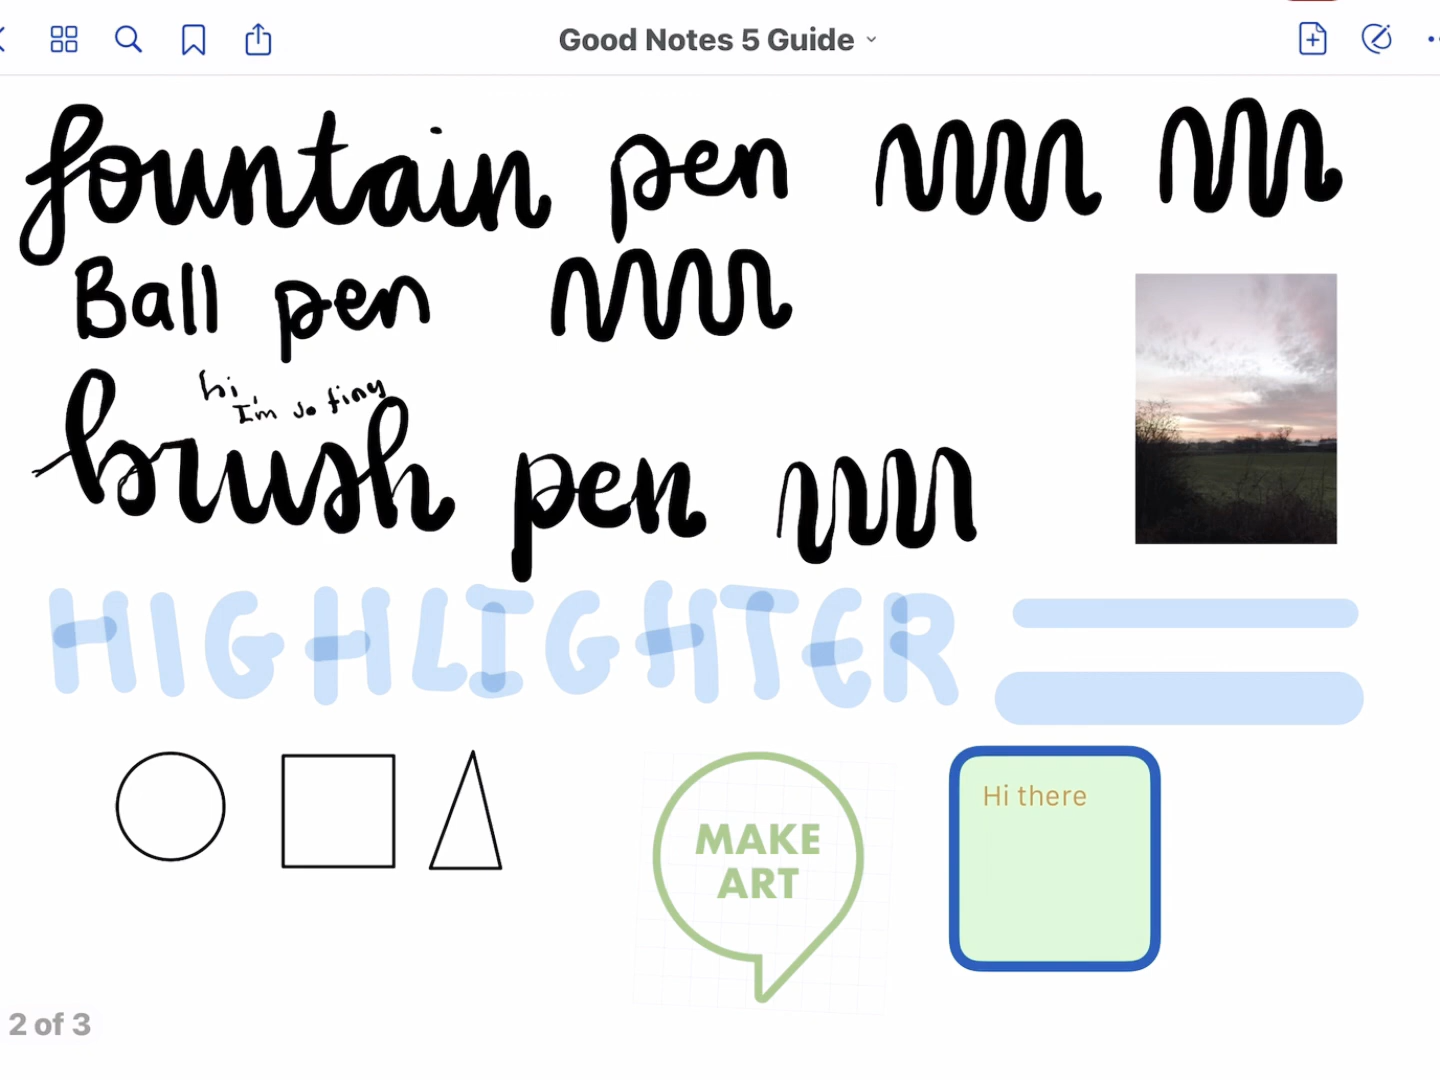 Good Notes 5 Guide
fountain pen
Ball pen
hi
I'm so tiny
brush pen
HIGHLIGHTER
MAKE
ART
Hi there
2 of 3